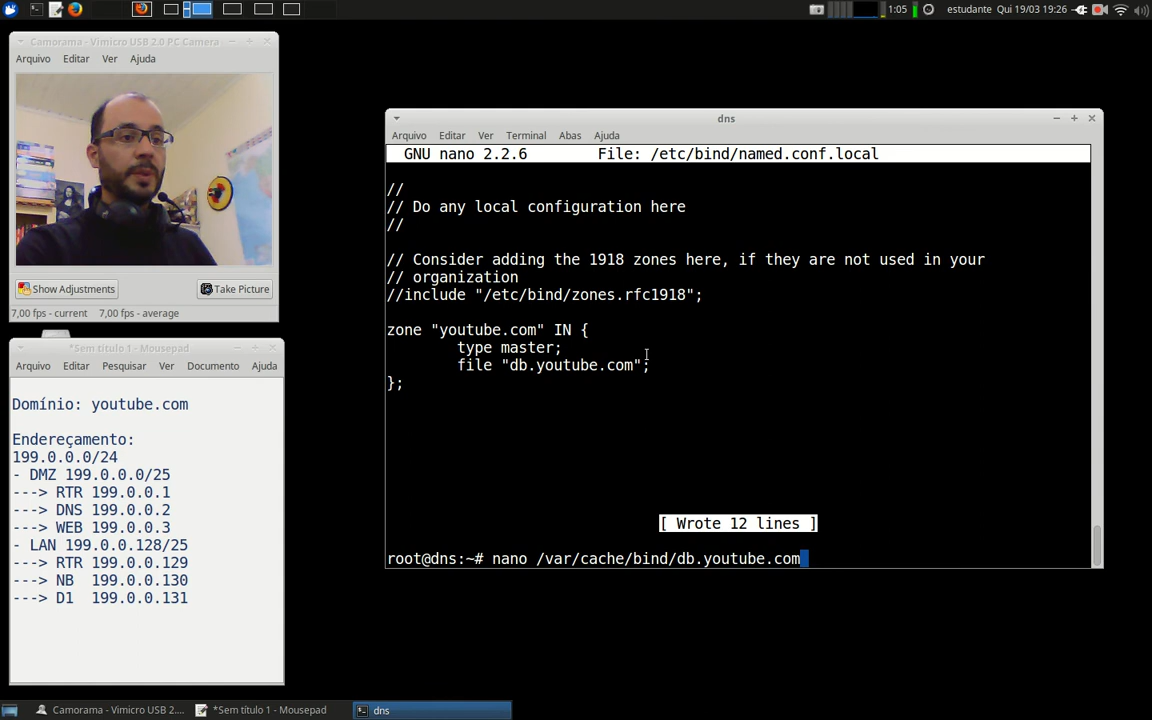 1:05 estudante Qui 19/03 19:26
Camorama - Vimicro USB 2.0 PC Camera
Arquivo Editar Ver Ajuda
Show Adjustments Take Picture
7,00 fps - current 7,00 fps - average
*Sem título 1 - Mousepad
Arquivo Editar Pesquisar Ver Documento Ajuda
Domínio: youtube.com
Endereçamento:
199.0.0.0/24
- DMZ 199.0.0.0/25
---> RTR 199.0.0.1
---> DNS 199.0.0.2
---> WEB 199.0.0.3
- LAN 199.0.0.128/25
---> RTR 199.0.0.129
---> NB 199.0.0.130
---> D1 199.0.0.131
dns
Arquivo Editar Ver Terminal Abas Ajuda
GNU nano 2.2.6 File: /etc/bind/named.conf.local
//
// Do any local configuration here
//
// Consider adding the 1918 zones here, if they are not used in your
// organization
//include "/etc/bind/zones.rfc1918";
zone "youtube.com" IN {
type master;
file "db.youtube.com";
};
[ Wrote 12 lines ]
root@dns:~# nano /var/cache/bind/db.youtube.com
Camorama - Vimicro USB 2.... *Sem título 1 - Mousepad dns